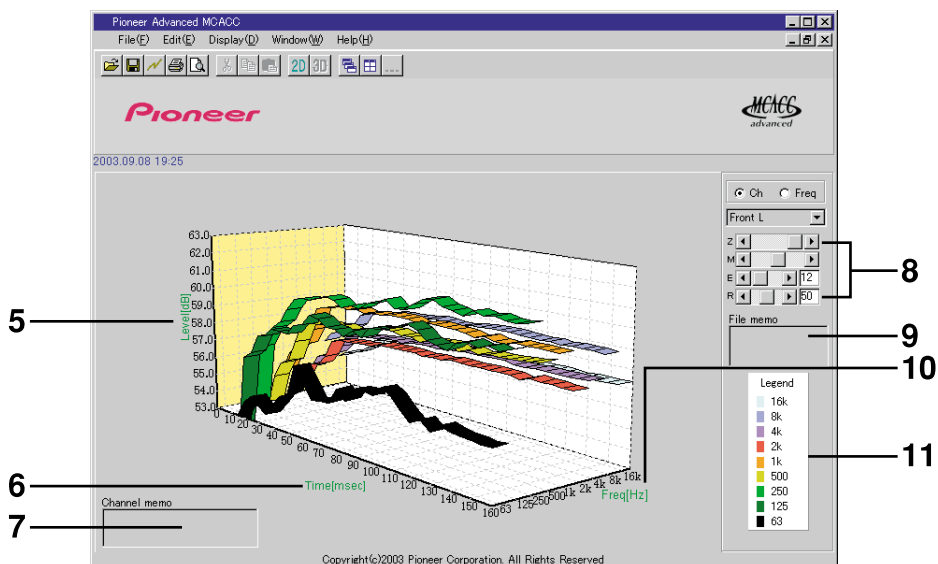 Pioneer Advanced MCACC
File(F) Edit(E) Display(D) Window(W) Help(H)
2D 3D
Pioneer
MCACC
advanced
2003.09.08 19:25
Ch Freq
Front L
Z
M
E 12
R 50
8
File memo
9
10
5
Level[dB]
63.0
62.0
61.0
60.0
59.0
58.0
57.0
56.0
55.0
54.0
53.0
0 10 20 30 40 50 60 70 80 90 100 110 120 130 140 150 160
Time[msec]
6
63 125 250 500 1k 2k 4k 8k 16k
Freq[Hz]
Legend
16k
8k
4k
2k
1k
500
250
125
63
11
Channel memo
7
Copyright(c)2003 Pioneer Corporation. All Rights Reserved